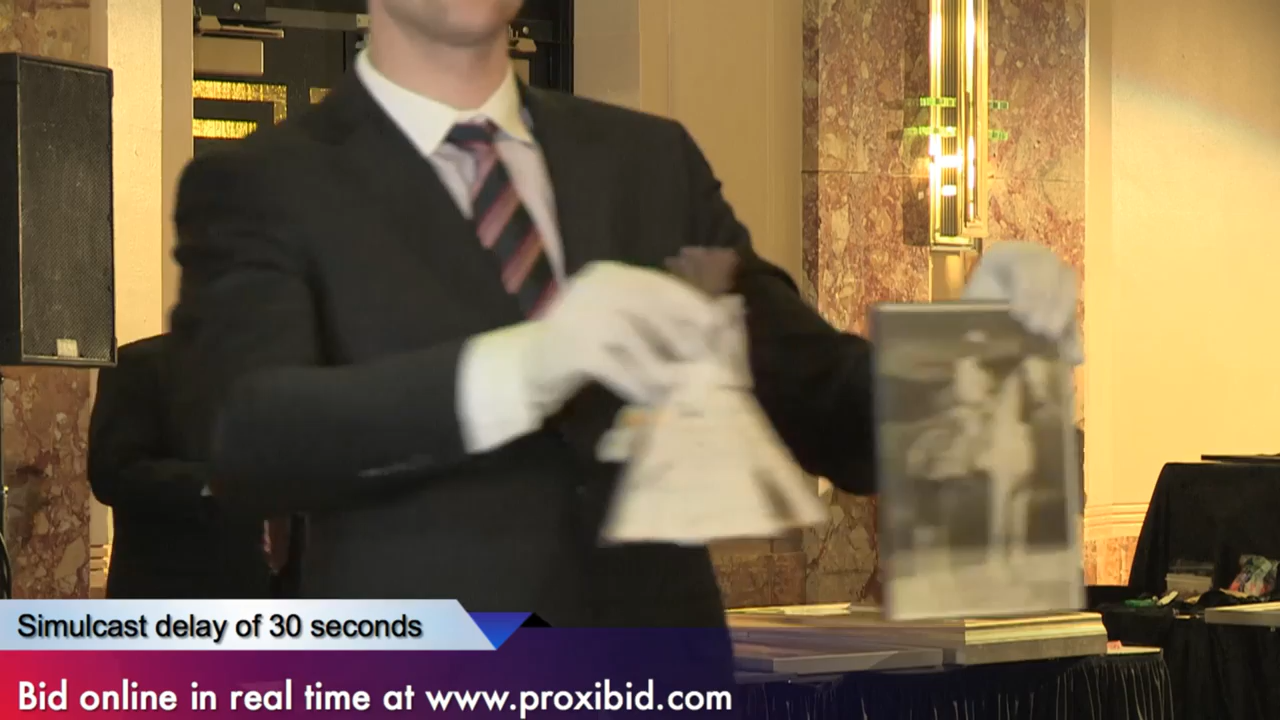 Simulcast delay of 30 seconds
Bid online in real time at www.proxibid.com